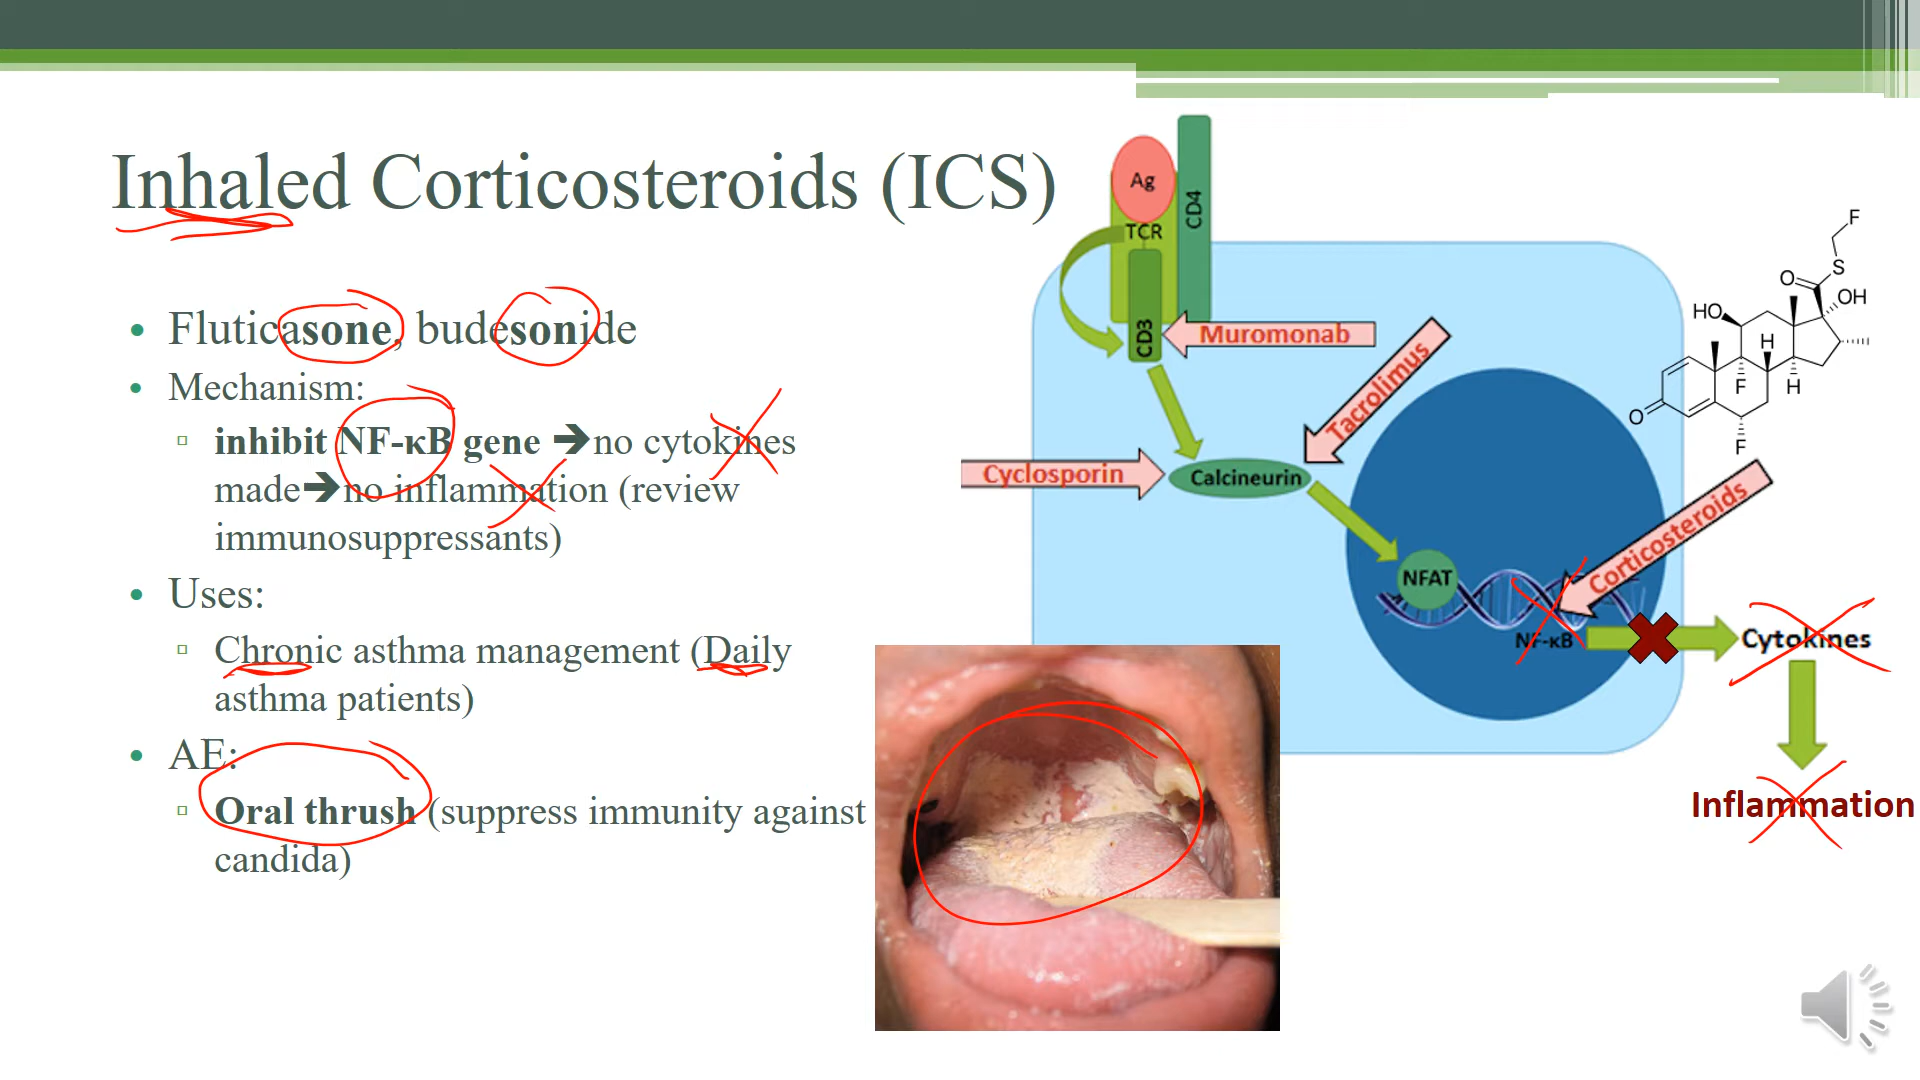 Inhaled Corticosteroids (ICS)
• Fluticasone, budesonide
• Mechanism:
▫ inhibit NF-κB gene 🡺no cytokines
made🡺no inflammation (review
immunosuppressants)
• Uses:
▫ Chronic asthma management (Daily
asthma patients)
• AE:
▫ Oral thrush (suppress immunity against
candida)
Ag
TCR
CD4
CD3
Muromonab
Tacrolimus
Cyclosporin
Calcineurin
NFAT
Corticosteroids
NF-κB
Cytokines
Inflammation
F
S
O
OH
HO
H
F
H
O
F